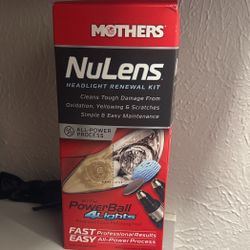 MOTHERS
NuLens
HEADLIGHT RENEWAL KIT
Cleans Tough Damage From
Oxidation, Yellowing & Scratches
Simple & Easy Maintenance
ALL-POWER
PROCESS
PowerBall
4Lights
FAST Professional Results
EASY All-Power Process